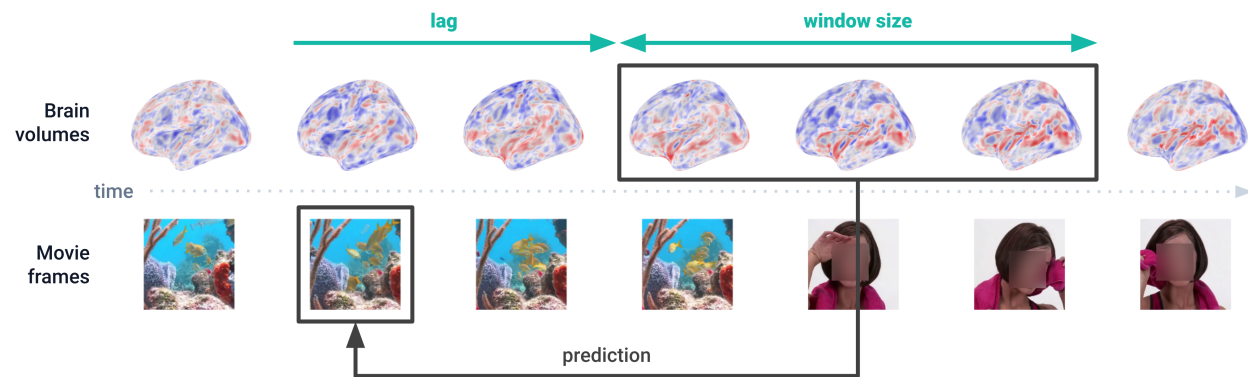 lag
window size
Brain
volumes
time
Movie
frames
prediction